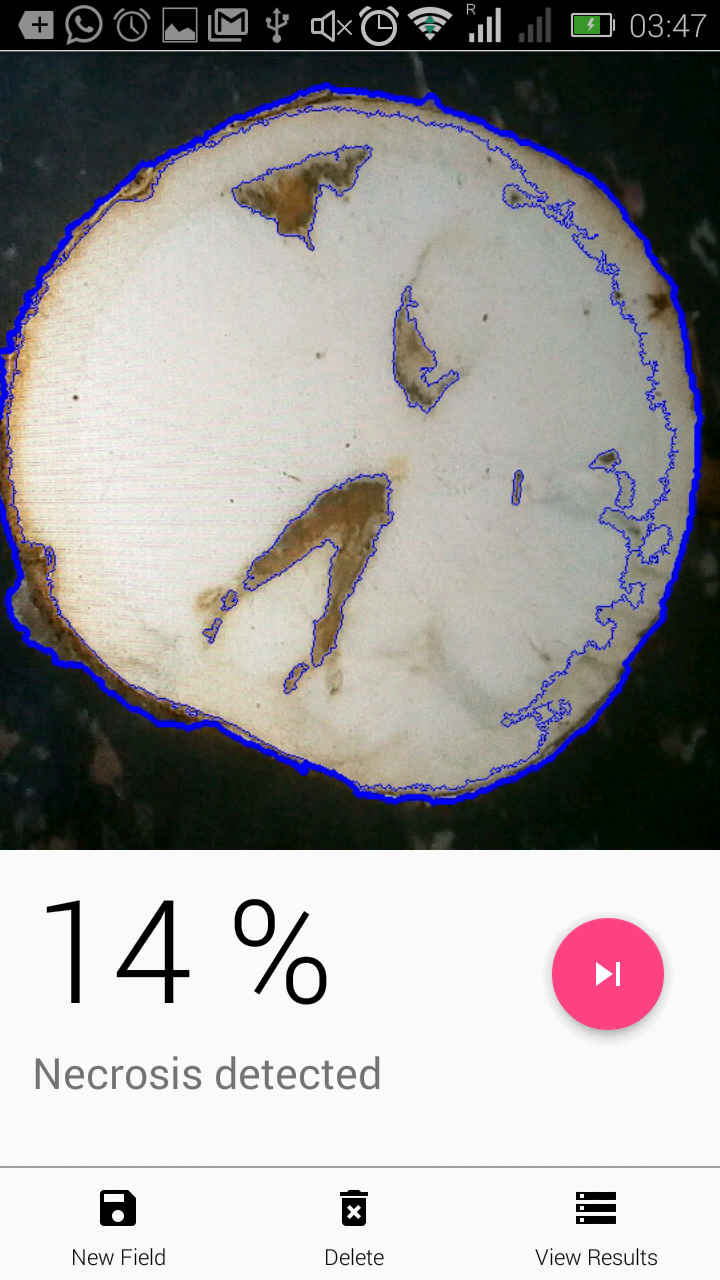 R
03:47
14 %
Necrosis detected
New Field
Delete
View Results